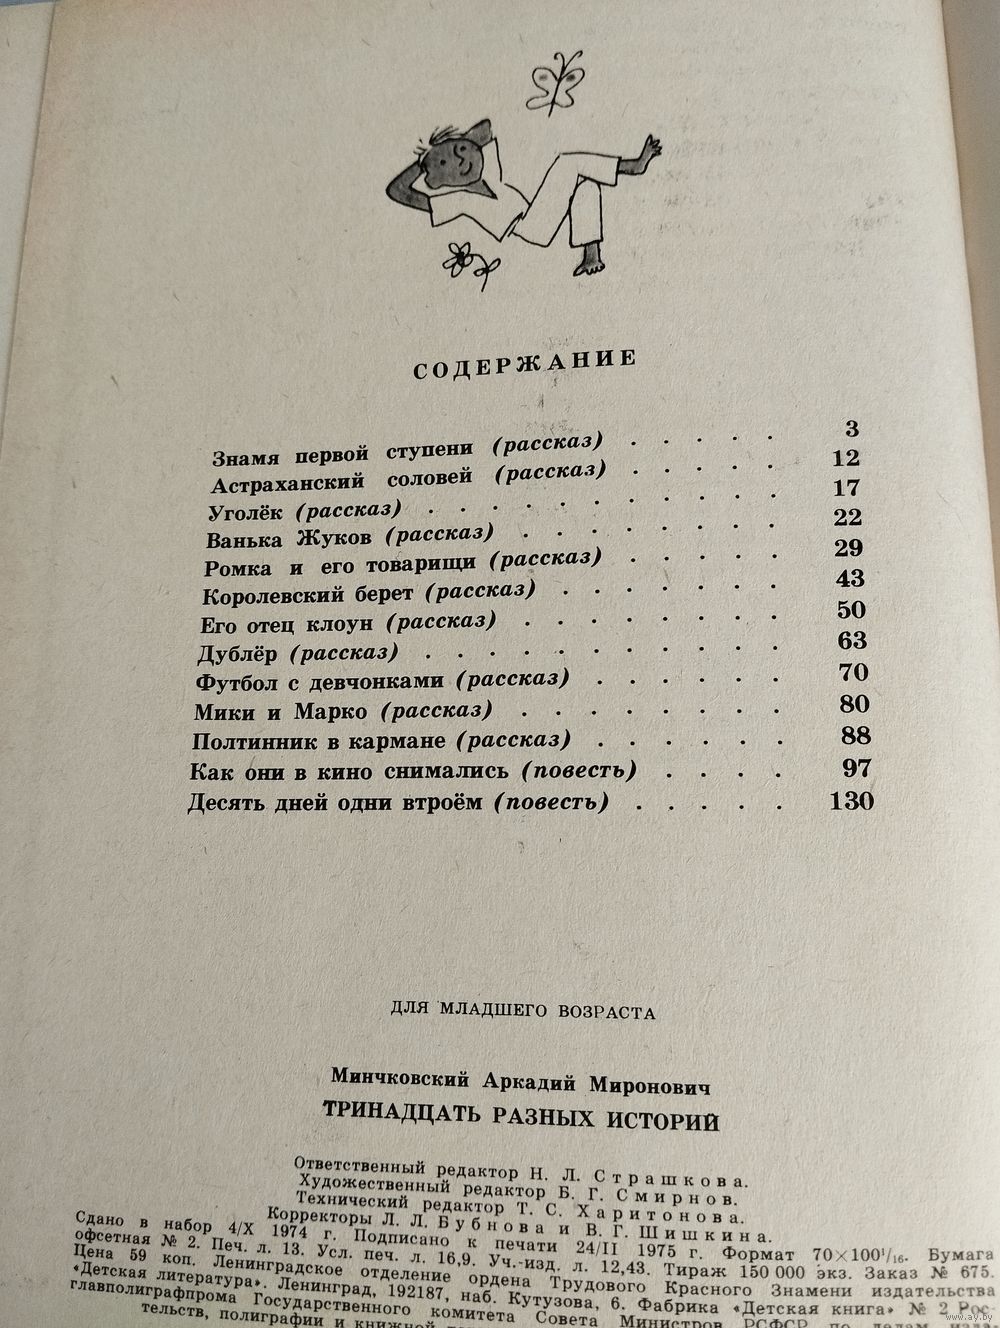 СОДЕРЖАНИЕ
Знамя первой ступени (рассказ) . . . . . 3
Астраханский соловей (рассказ) . . . . . 12
Уголёк (рассказ) . . . . . . . . . . . 17
Ванька Жуков (рассказ) . . . . . . . . 22
Ромка и его товарищи (рассказ) . . . . . 29
Королевский берет (рассказ) . . . . . . . 43
Его отец клоун (рассказ) . . . . . . . . 50
Дублёр (рассказ) . . . . . . . . . . . 63
Футбол с девчонками (рассказ) . . . . . . 70
Мики и Марко (рассказ) . . . . . . . . 80
Полтинник в кармане (рассказ) . . . . . . 88
Как они в кино снимались (повесть) . . . . 97
Десять дней одни втроём (повесть) . . . . . 130
ДЛЯ МЛАДШЕГО ВОЗРАСТА
Минчковский Аркадий Миронович
ТРИНАДЦАТЬ РАЗНЫХ ИСТОРИЙ
Ответственный редактор Н. Л. Страшкова.
Художественный редактор Б. Г. Смирнов.
Технический редактор Т. С. Харитонова.
Корректоры Л. Л. Бубнова и В. Г. Шишкина.
Сдано в набор 4/X 1974 г. Подписано к печати 24/II 1975 г. Формат 70×100¹/₁₆. Бумага
офсетная № 2. Печ. л. 13. Усл. печ. л. 16,9. Уч.-изд. л. 12,43. Тираж 150 000 экз. Заказ № 675.
Цена 59 коп. Ленинградское отделение ордена Трудового Красного Знамени издательства
«Детская литература». Ленинград, 192187, наб. Кутузова, 6. Фабрика «Детская книга» № 2 Рос-
главполиграфпрома Государственного комитета Совета Министров РСФСР по делам изда-
тельств, полиграфии и книжной
www.ay.by